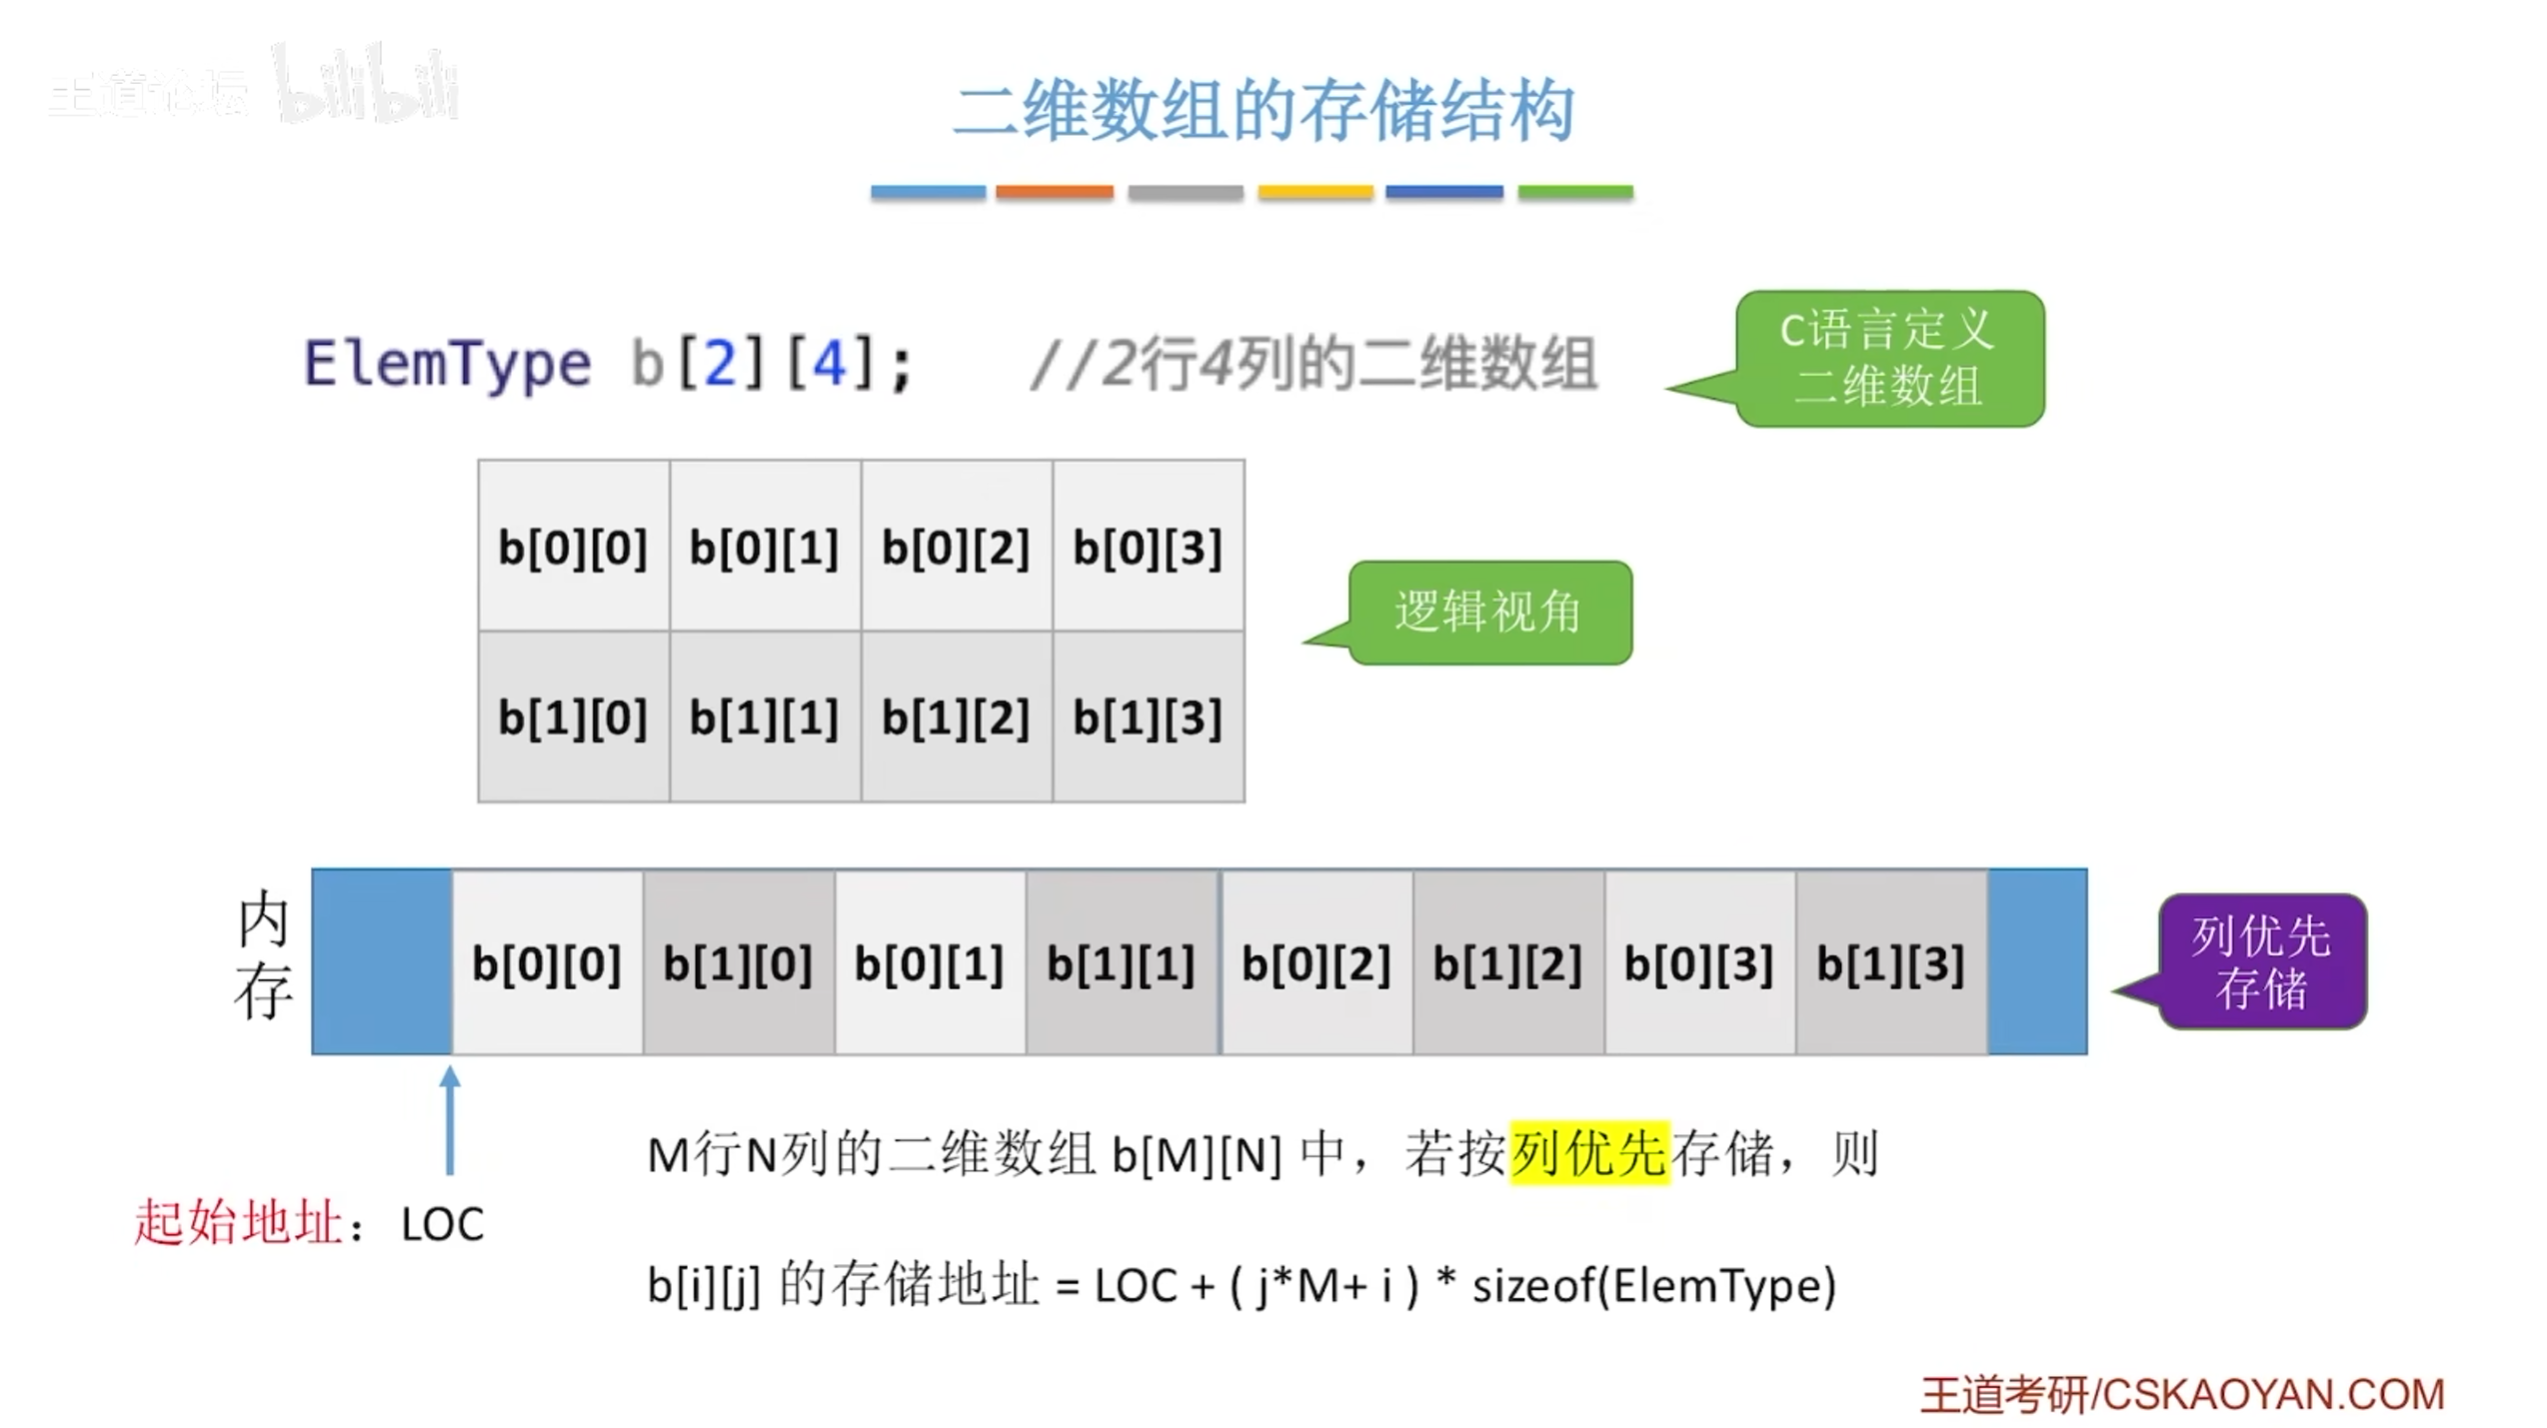 王道论坛 bilibili
二维数组的存储结构
ElemType b[2][4]; //2行4列的二维数组
C语言定义
二维数组
b[0][0] b[0][1] b[0][2] b[0][3]
b[1][0] b[1][1] b[1][2] b[1][3]
逻辑视角
内存
b[0][0] b[1][0] b[0][1] b[1][1] b[0][2] b[1][2] b[0][3] b[1][3]
列优先
存储
起始地址：LOC
M行N列的二维数组 b[M][N] 中，若按列优先存储，则
b[i][j] 的存储地址 = LOC + ( j*M+ i ) * sizeof(ElemType)
王道考研/CSKAOYAN.COM